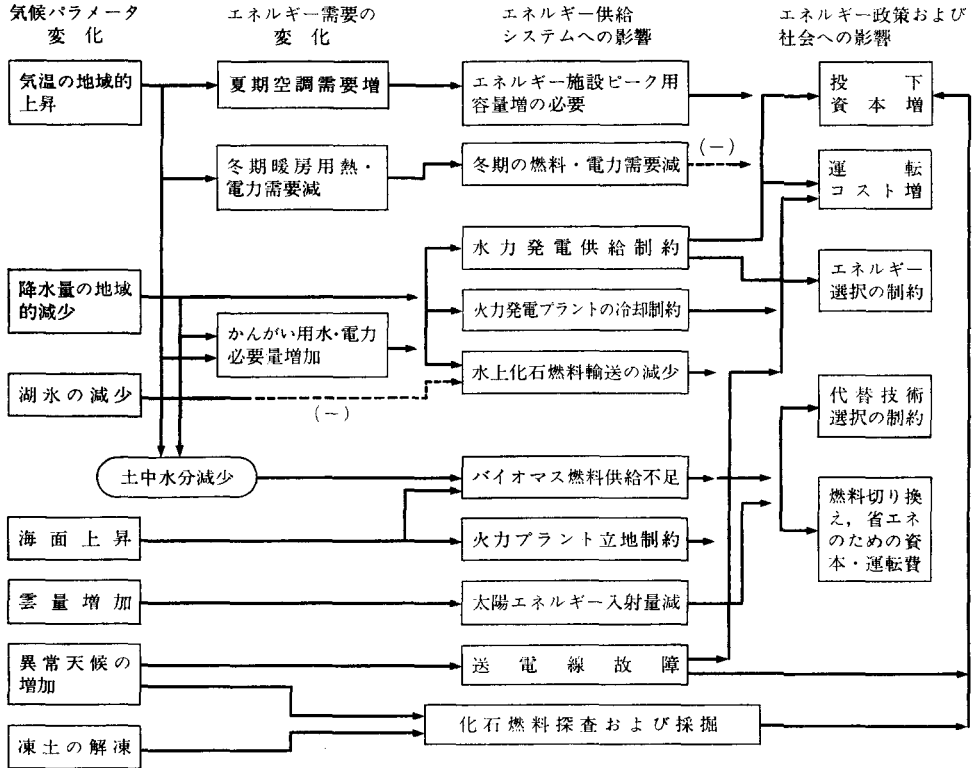 気候パラメータ
変化
エネルギー需要の
変化
エネルギー供給
システムへの影響
エネルギー政策および
社会への影響
気温の地域的
上昇
夏期空調需要増
エネルギー施設ピーク用
容量増の必要
投下
資本増
冬期暖房用熱・
電力需要減
冬期の燃料・電力需要減
(-)
運転
コスト増
水力発電供給制約
エネルギー
選択の制約
降水量の地域
的減少
かんがい用水・電力
必要量増加
火力発電プラントの冷却制約
水上化石燃料輸送の減少
湖氷の減少
(-)
代替技術
選択の制約
土中水分減少
バイオマス燃料供給不足
燃料切り換
え,省エネ
のための資
本・運転費
海面上昇
火力プラント立地制約
雲量増加
太陽エネルギー入射量減
異常天候の
増加
送電線故障
化石燃料探査および採掘
凍土の解凍